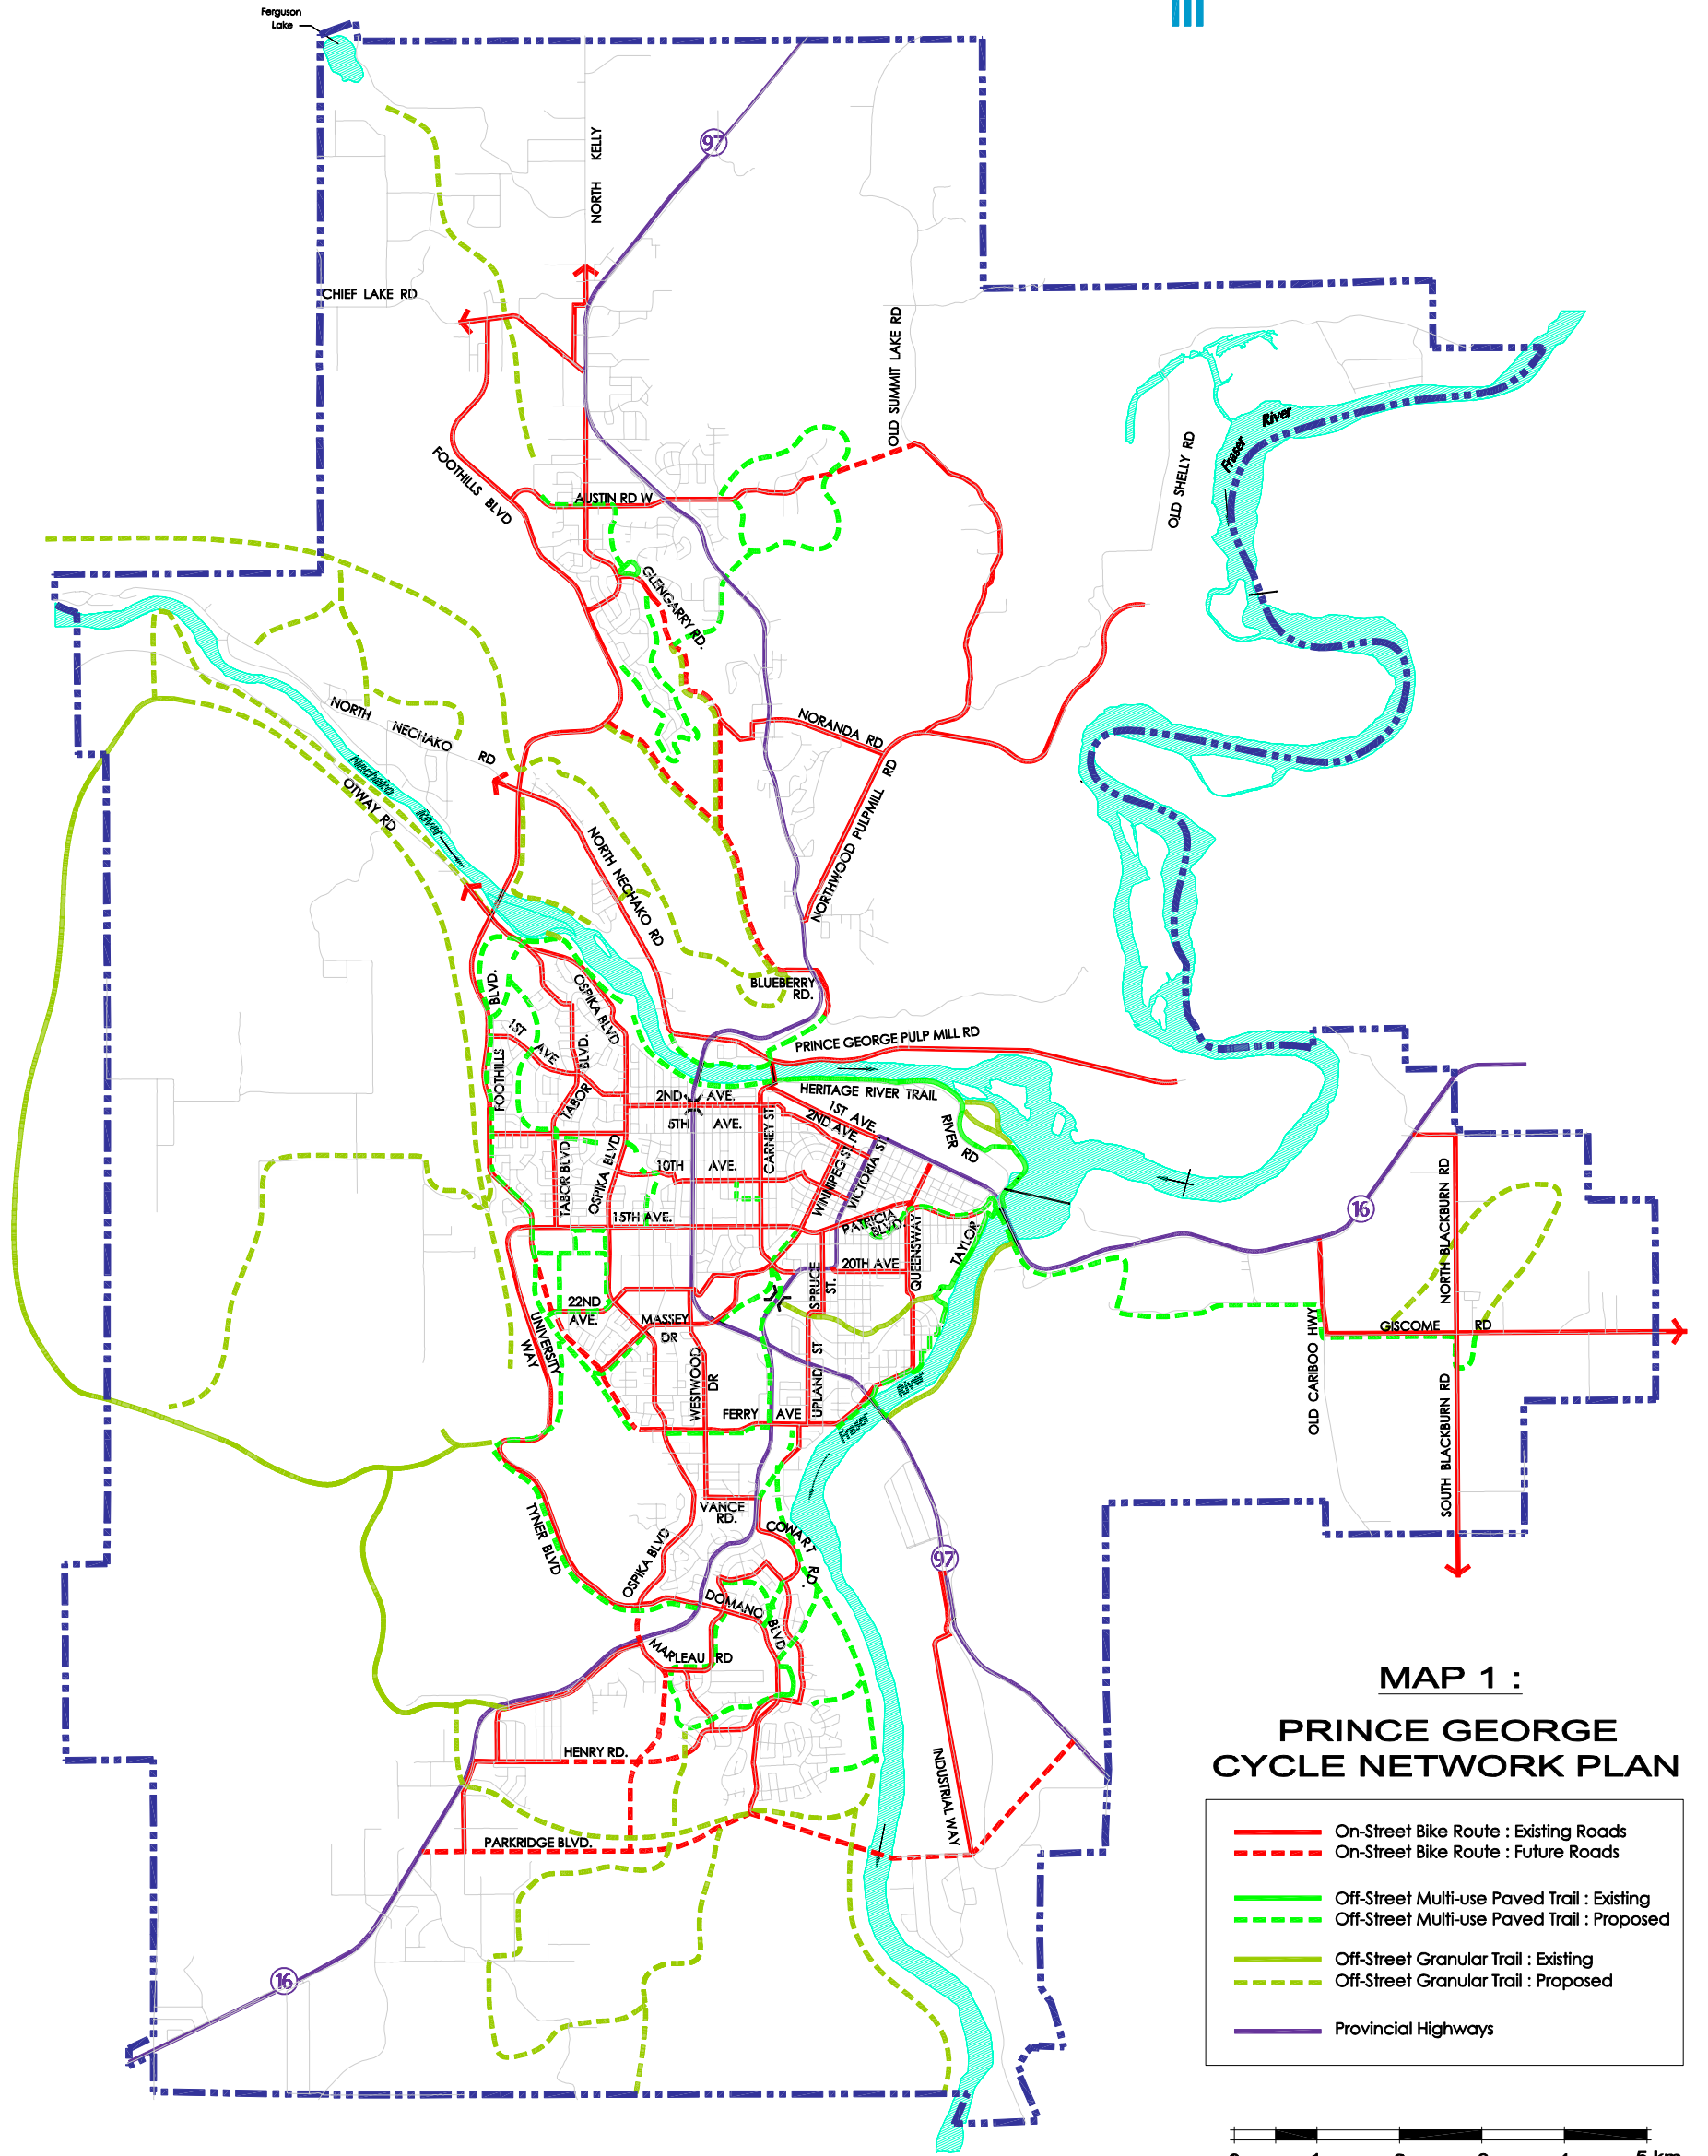 Ferguson
Lake
97
NORTH KELLY
CHIEF LAKE RD
OLD SUMMIT LAKE RD
Fraser River
OLD SHELLY RD
FOOTHILLS BLVD
AUSTIN RD W
GLENGARRY RD.
NORTH NECHAKO RD
Nechako River
OTWAY RD
NORANDA RD
NORTHWOOD PULPMILL RD
NORTH NECHAKO RD
BLUEBERRY
RD.
OSPIKA BLVD
FOOTHILLS BLVD.
1ST AVE
TABOR BLVD.
PRINCE GEORGE PULP MILL RD
HERITAGE RIVER TRAIL
2ND AVE.
5TH AVE.
CARNEY ST.
1ST AVE.
2ND AVE.
RIVER RD
TABOR BLVD
OSPIKA BLVD
10TH AVE.
WINNIPEG ST.
VICTORIA ST.
15TH AVE.
PATRICIA
BLVD.
QUEENSWAY
TAYLOR
20TH AVE
SPRUCE
ST.
16
NORTH BLACKBURN RD
22ND
AVE.
MASSEY
DR
UNIVERSITY
WAY
WESTWOOD
DR
UPLAND ST
FERRY AVE
Fraser River
OLD CARIBOO HWY
GISCOME RD
SOUTH BLACKBURN RD
VANCE
RD.
COWART RD.
TYNER BLVD
OSPIKA BLVD
DOMANO BLVD
97
MARLEAU RD
HENRY RD.
INDUSTRIAL WAY
PARKRIDGE BLVD.
16
MAP 1 :
PRINCE GEORGE
CYCLE NETWORK PLAN
On-Street Bike Route : Existing Roads
On-Street Bike Route : Future Roads
Off-Street Multi-use Paved Trail : Existing
Off-Street Multi-use Paved Trail : Proposed
Off-Street Granular Trail : Existing
Off-Street Granular Trail : Proposed
Provincial Highways
5 km